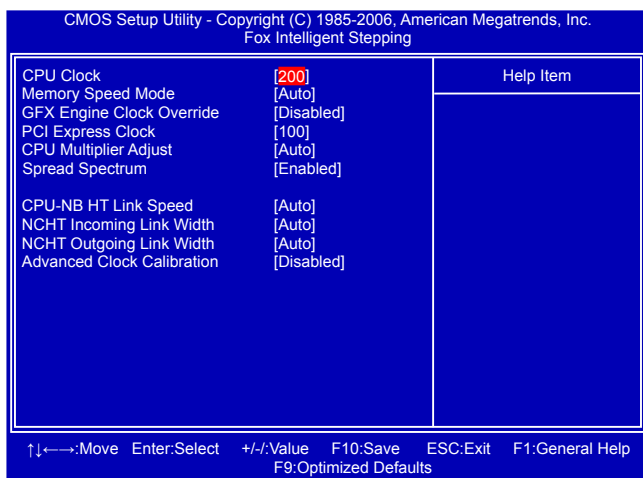 CMOS Setup Utility - Copyright (C) 1985-2006, American Megatrends, Inc.
Fox Intelligent Stepping
CPU Clock [200]
Memory Speed Mode [Auto]
GFX Engine Clock Override [Disabled]
PCI Express Clock [100]
CPU Multiplier Adjust [Auto]
Spread Spectrum [Enabled]
CPU-NB HT Link Speed [Auto]
NCHT Incoming Link Width [Auto]
NCHT Outgoing Link Width [Auto]
Advanced Clock Calibration [Disabled]
Help Item
↑↓←→:Move Enter:Select +/-/:Value F10:Save ESC:Exit F1:General Help
F9:Optimized Defaults